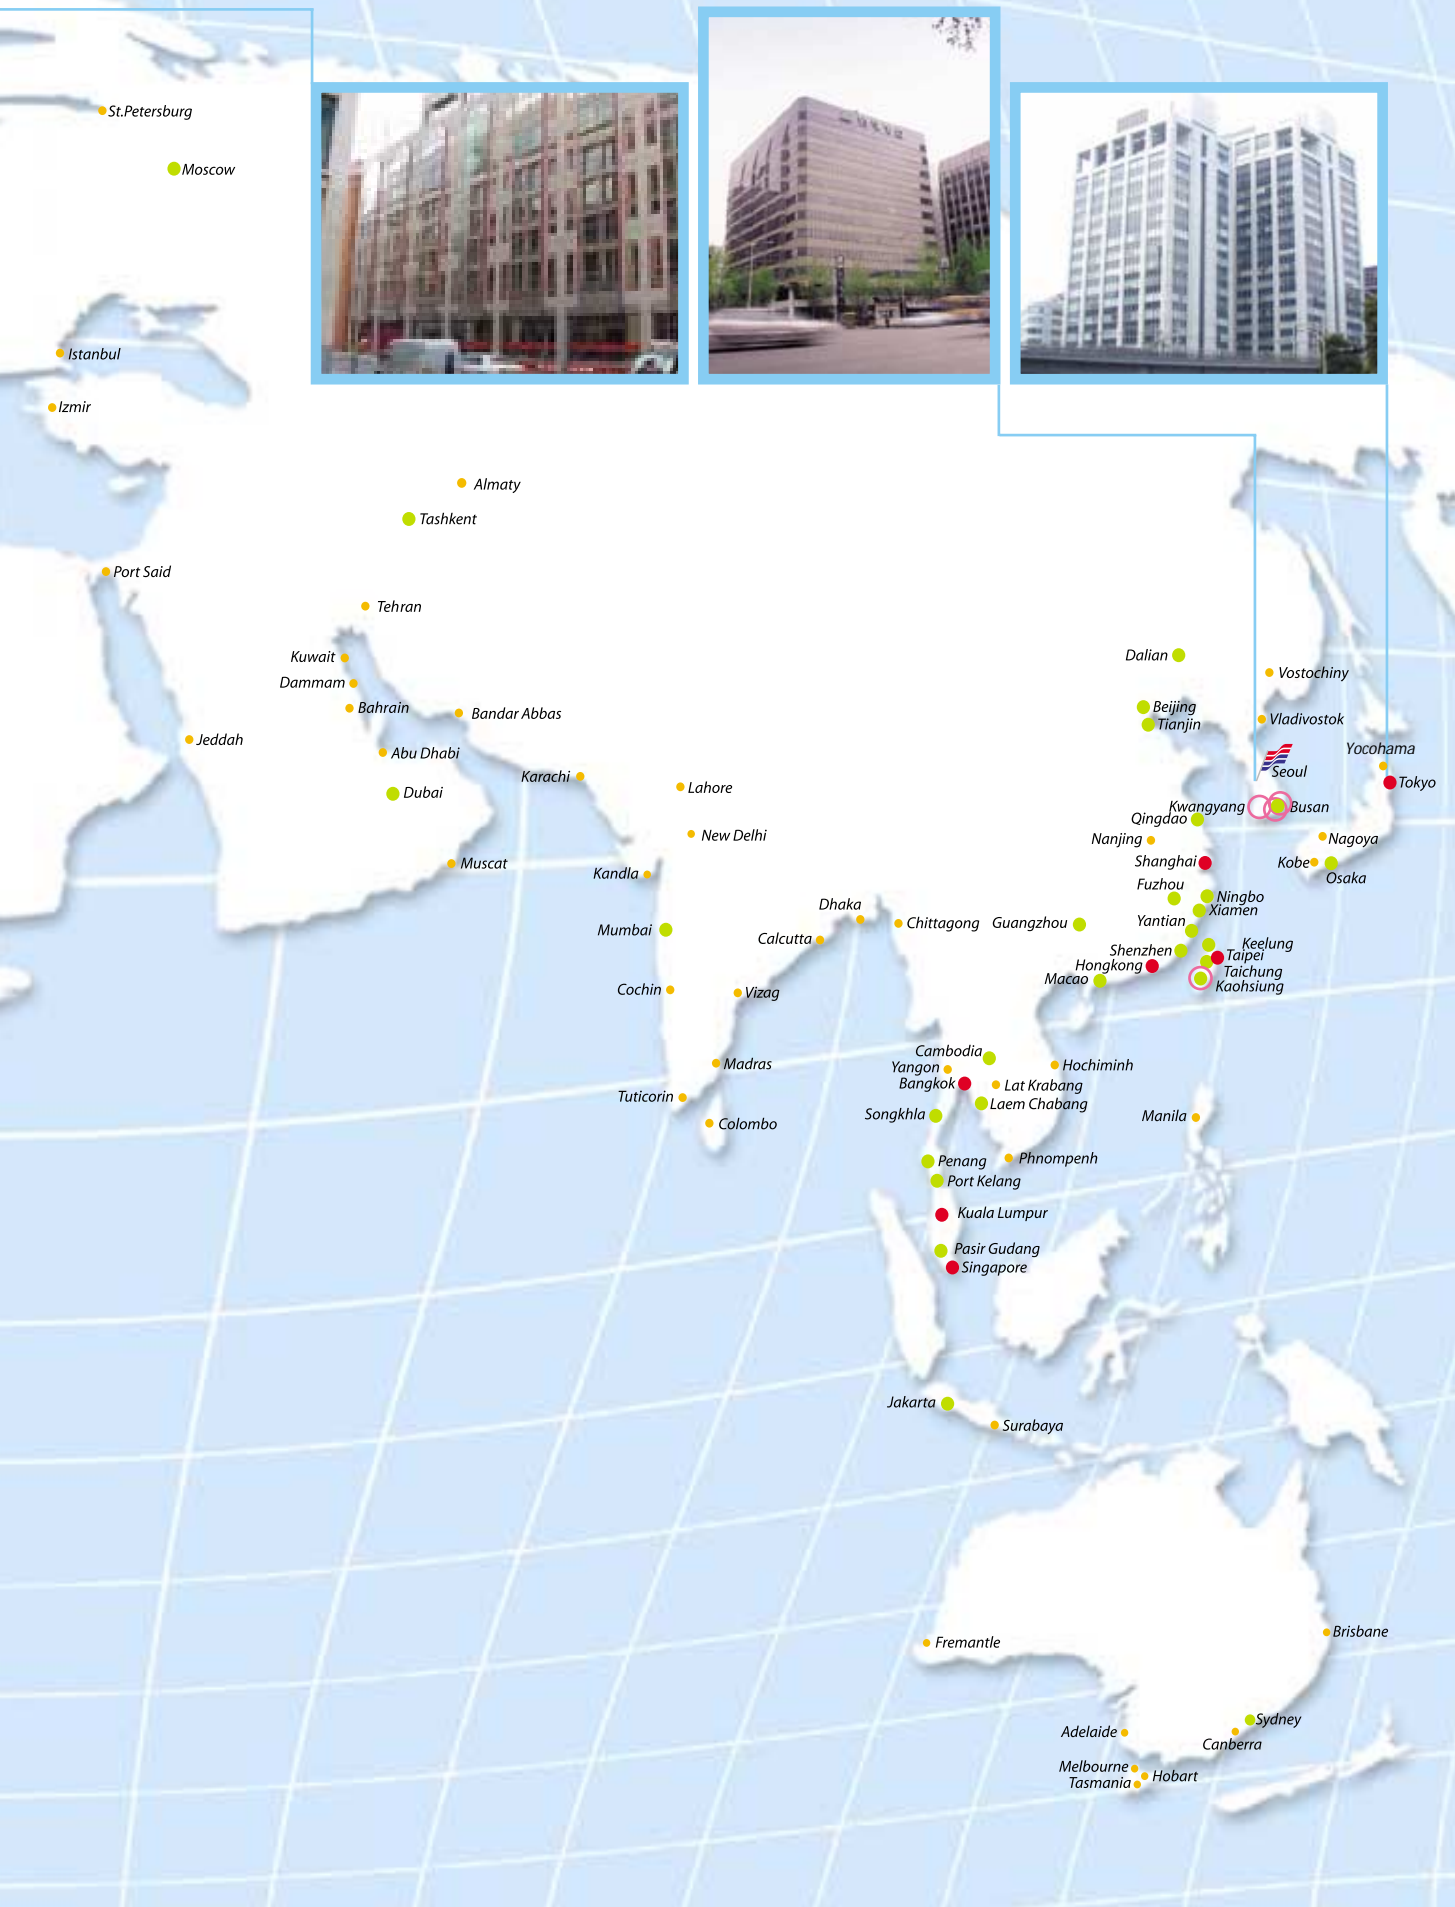 St.Petersburg
Moscow
Istanbul
Izmir
Almaty
Tashkent
Port Said
Tehran
Kuwait
Dammam
Bahrain
Bandar Abbas
Jeddah
Abu Dhabi
Dubai
Muscat
Karachi
Lahore
New Delhi
Kandla
Mumbai
Dhaka
Calcutta
Chittagong
Cochin
Vizag
Madras
Tuticorin
Colombo
Dalian
Vostochiny
Beijing
Tianjin
Vladivostok
Yocohama
Seoul
Tokyo
Kwangyang
Busan
Qingdao
Nanjing
Nagoya
Shanghai
Kobe
Osaka
Fuzhou
Ningbo
Xiamen
Guangzhou
Yantian
Keelung
Shenzhen
Taipei
Hongkong
Taichung
Macao
Kaohsiung
Cambodia
Yangon
Hochiminh
Bangkok
Lat Krabang
Laem Chabang
Songkhla
Manila
Penang
Phnompenh
Port Kelang
Kuala Lumpur
Pasir Gudang
Singapore
Jakarta
Surabaya
Fremantle
Brisbane
Sydney
Adelaide
Canberra
Melbourne
Hobart
Tasmania